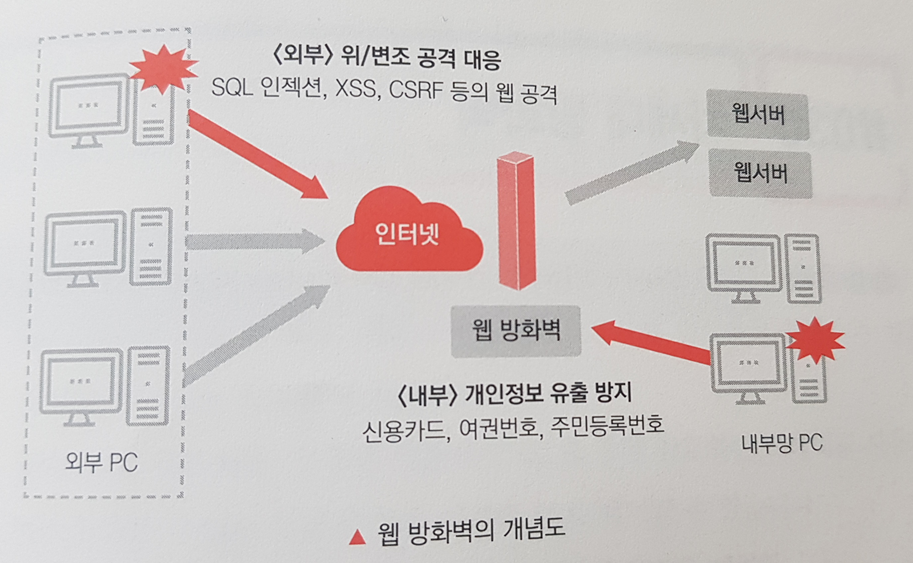 〈외부〉 위/변조 공격 대응
SQL 인젝션, XSS, CSRF 등의 웹 공격
웹서버
웹서버
인터넷
웹 방화벽
〈내부〉 개인정보 유출 방지
신용카드, 여권번호, 주민등록번호
외부 PC
내부망 PC
▲ 웹 방화벽의 개념도